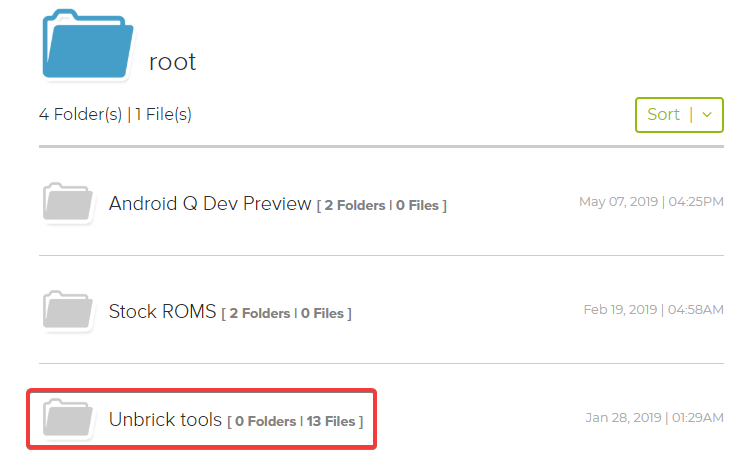 root
4 Folder(s) | 1 File(s)
Sort |
Android Q Dev Preview [ 2 Folders | 0 Files ]
May 07, 2019 | 04:25PM
Stock ROMS [ 2 Folders | 0 Files ]
Feb 19, 2019 | 04:58AM
Unbrick tools [ 0 Folders | 13 Files ]
Jan 28, 2019 | 01:29AM